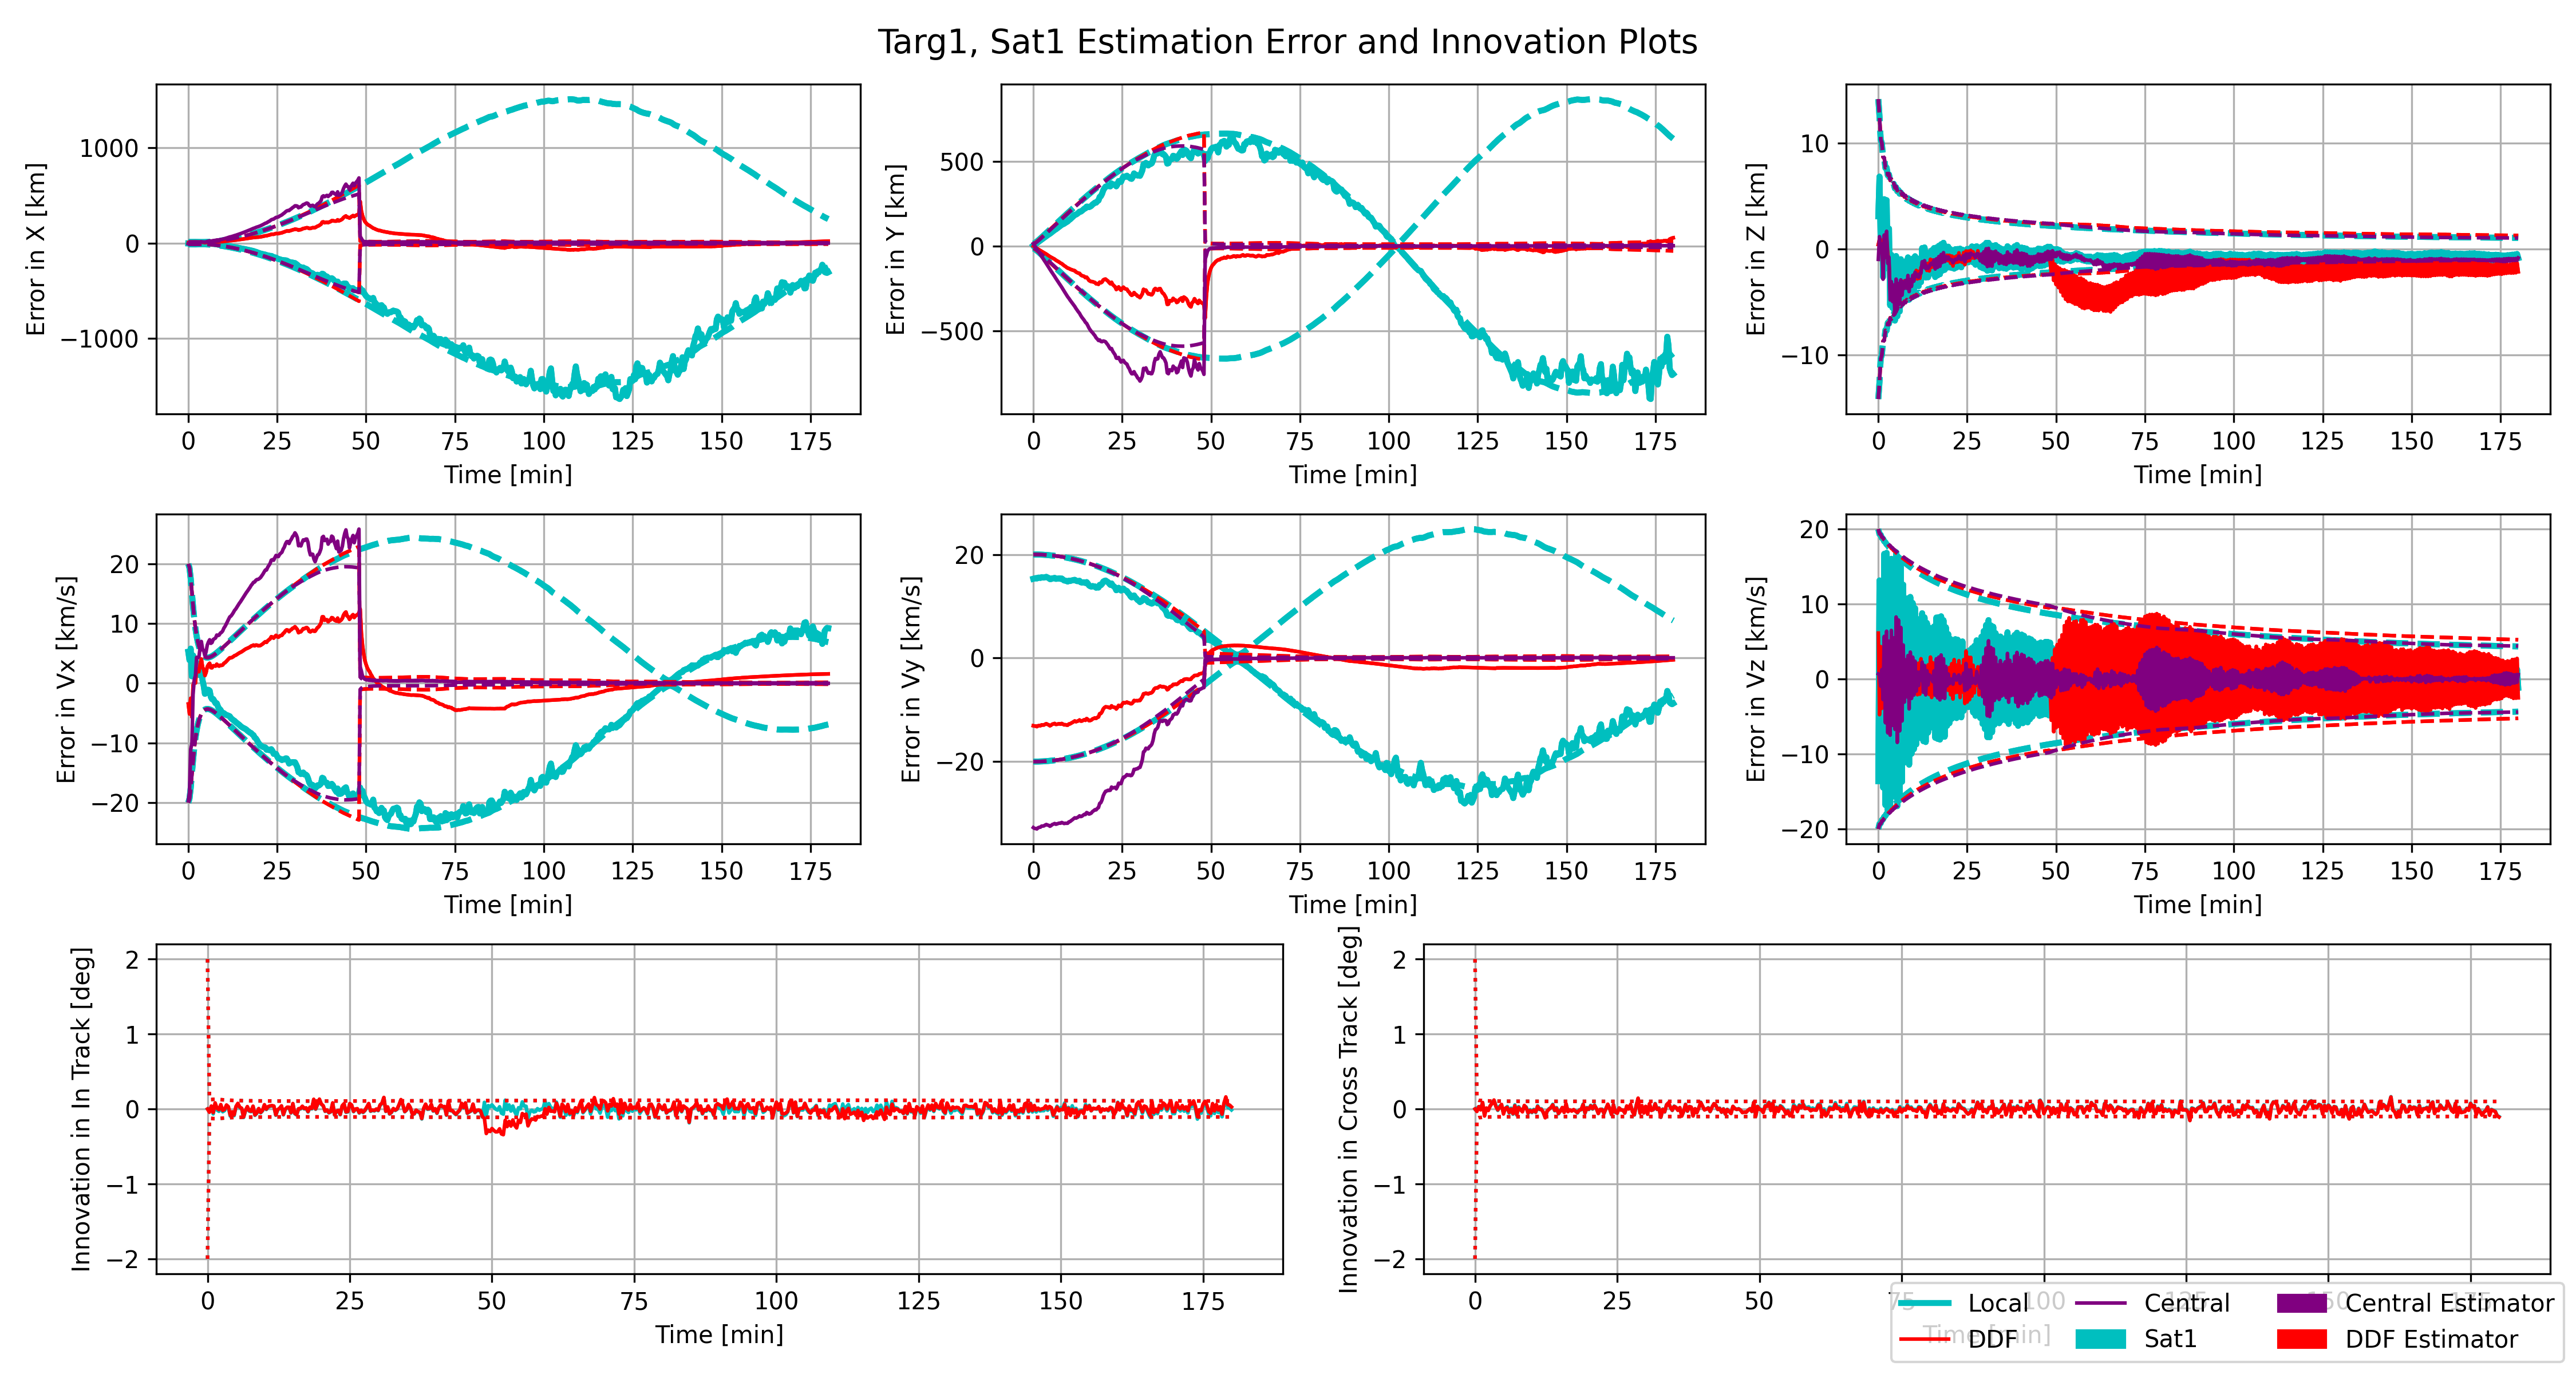 Targ1, Sat1 Estimation Error and Innovation Plots
Error in X [km]
1000
0
−1000
0 25 50 75 100 125 150 175
Time [min]
Error in Y [km]
500
0
−500
0 25 50 75 100 125 150 175
Time [min]
Error in Z [km]
10
0
−10
0 25 50 75 100 125 150 175
Time [min]
Error in Vx [km/s]
20
10
0
−10
−20
0 25 50 75 100 125 150 175
Time [min]
Error in Vy [km/s]
20
0
−20
0 25 50 75 100 125 150 175
Time [min]
Error in Vz [km/s]
20
10
0
−10
−20
0 25 50 75 100 125 150 175
Time [min]
Innovation in In Track [deg]
2
1
0
−1
−2
0 25 50 75 100 125 150 175
Time [min]
Innovation in Cross Track [deg]
2
1
0
−1
−2
0 25 50 75 100 125 150 175
Time [min]
Local Central Central Estimator
DDF Sat1 DDF Estimator